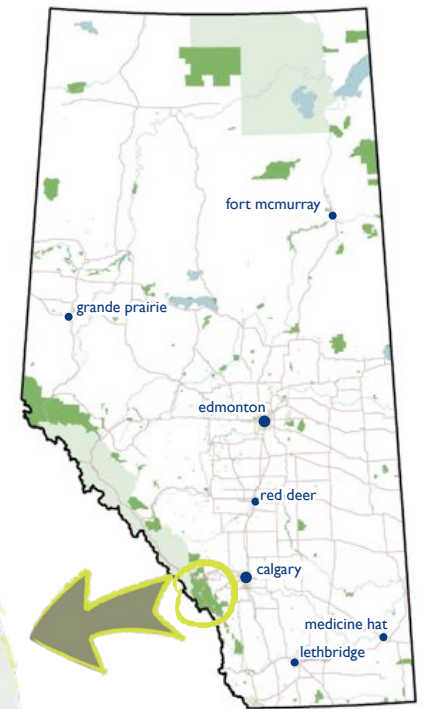 fort mcmurray
grande prairie
edmonton
red deer
calgary
medicine hat
lethbridge